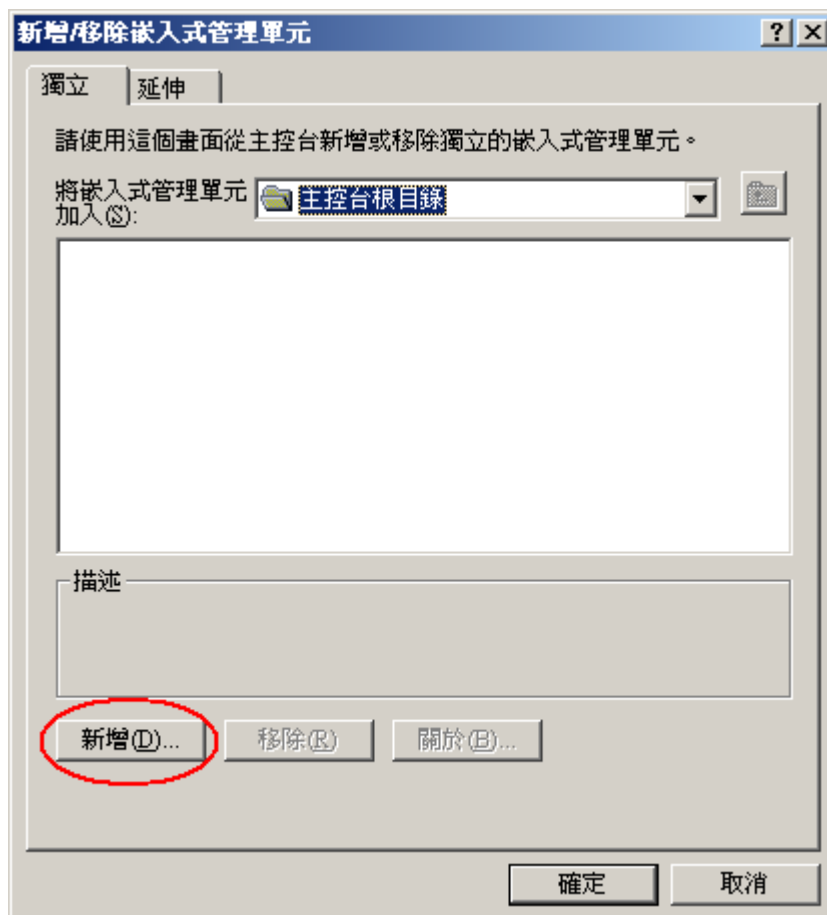 新增/移除嵌入式管理單元
獨立
延伸
請使用這個畫面從主控台新增或移除獨立的嵌入式管理單元。
將嵌入式管理單元
加入(S):
主控台根目錄
描述
新增(D)...
移除(R)
關於(B)...
確定
取消